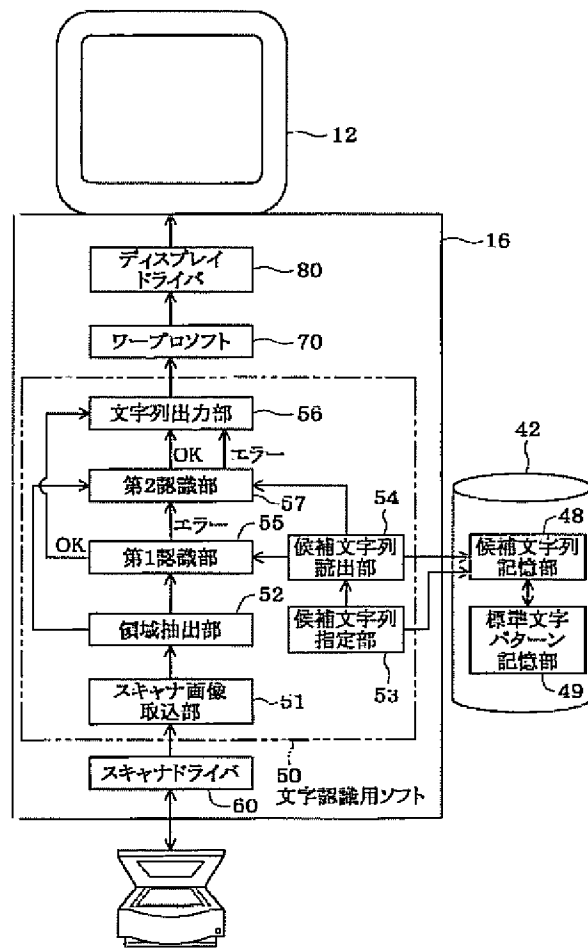 12
16
ディスプレイ
ドライバ
80
ワープロソフト
70
文字列出力部
56
OK
エラー
第2認識部
57
エラー
55
OK
第1認識部
54
候補文字列
読出部
42
48
候補文字列
記憶部
52
領域抽出部
候補文字列
指定部
53
標準文字
パターン
記憶部
49
スキャナ画像
取込部
51
50
文字認識用ソフト
スキャナドライバ
60